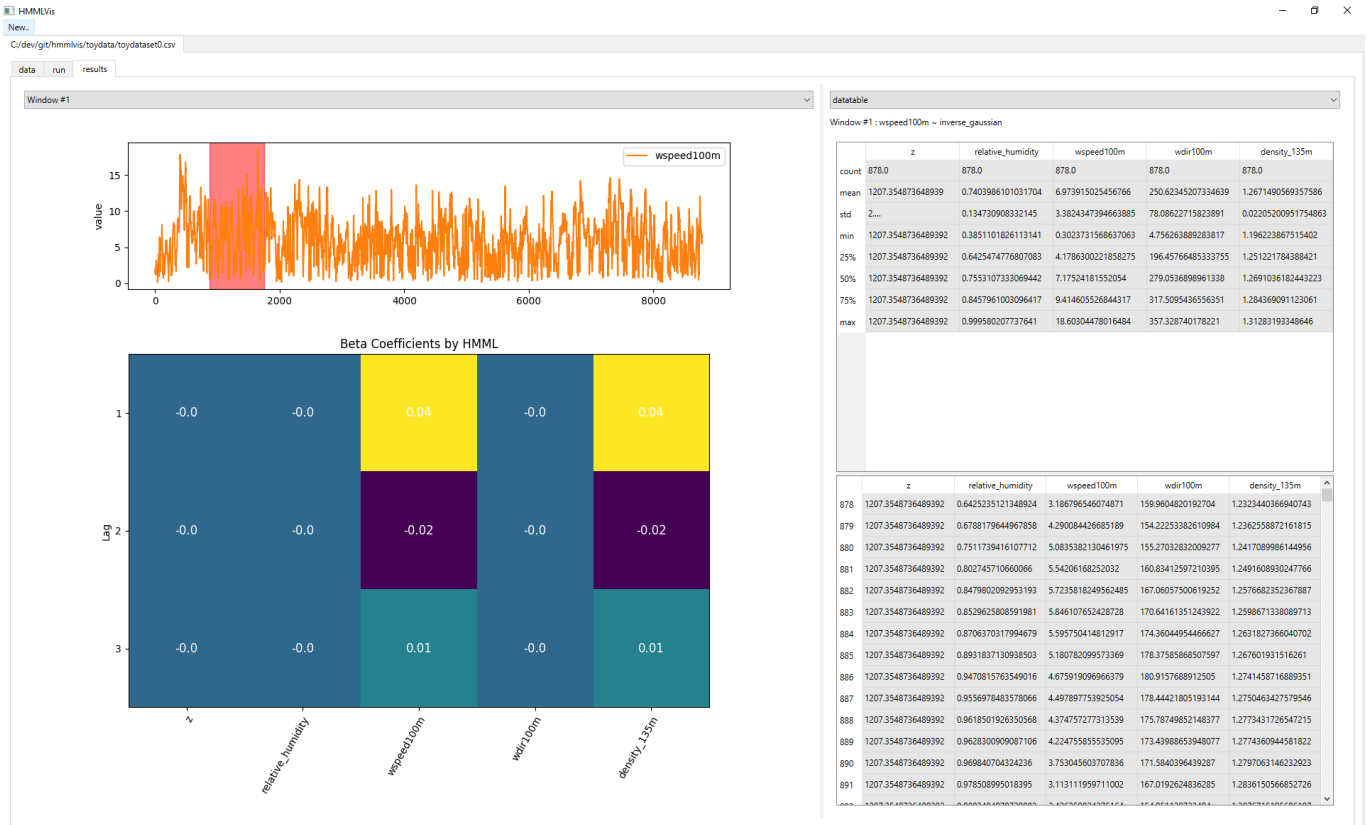 HMMLVis
New..
C:/dev/git/hmmlvis/toydata/toydataset0.csv
data run results
Window #1
wspeed100m
value
15
10
5
0
0 2000 4000 6000 8000
Beta Coefficients by HMML
Lag
1 -0.0 -0.0 0.04 -0.0 0.04
2 -0.0 -0.0 -0.02 -0.0 -0.02
3 -0.0 -0.0 0.01 -0.0 0.01
z relative_humidity wspeed100m wdir100m density_135m
datatable
Window #1 : wspeed100m ~ inverse_gaussian
z relative_humidity wspeed100m wdir100m density_135m
count 878.0 878.0 878.0 878.0 878.0
mean 1207.354873648939 0.7403986101031704 6.973915025456766 250.62345207334639 1.2671490569357586
std 2.... 0.134730908332145 3.3824347394663885 78.08622715823891 0.02205200951754863
min 1207.3548736489392 0.3851101826113141 0.3023731568637063 4.756263889283817 1.196223867515402
25% 1207.3548736489392 0.6425474776807083 4.1786300221858275 196.45766485333755 1.251221784388421
50% 1207.3548736489392 0.7553107333069442 7.17524181552054 279.0536898961338 1.2691036182443223
75% 1207.3548736489392 0.8457961003096417 9.414605526844317 317.5095436556351 1.284369091123061
max 1207.3548736489392 0.999580207737641 18.60304478016484 357.328740178221 1.31283193348646
z relative_humidity wspeed100m wdir100m density_135m
878 1207.3548736489392 0.6425235121348924 3.186796546074871 159.9604820192704 1.2323440366940743
879 1207.3548736489392 0.6788179644967858 4.290084426685189 154.22253382610984 1.2362558872161815
880 1207.3548736489392 0.7511739416107712 5.0835382130461975 155.27032832009277 1.2417089986144956
881 1207.3548736489392 0.802745710660066 5.54206168252032 160.83412597210395 1.2491608930247766
882 1207.3548736489392 0.8479802092953193 5.7235818249562485 167.06057500619252 1.2576682352367887
883 1207.3548736489392 0.8529625808591981 5.846107652428728 170.64161351243922 1.2598671338089713
884 1207.3548736489392 0.8706370317994679 5.595750414812917 174.36044954466627 1.2631827366040702
885 1207.3548736489392 0.8931837130938503 5.180782099573369 178.37585868507597 1.267601931516261
886 1207.3548736489392 0.9470815763549016 4.675919096966379 180.9157688912505 1.2741458716889351
887 1207.3548736489392 0.9556978483578066 4.497897753925054 178.44421805193144 1.2750463427579546
888 1207.3548736489392 0.9618501926350568 4.374757277313539 175.78749852148377 1.2773431726547215
889 1207.3548736489392 0.9628300909087106 4.224755855535095 173.43988653948077 1.2774360944581822
890 1207.3548736489392 0.969840704324236 3.753045603707836 171.5840396439287 1.2797063146232923
891 1207.3548736489392 0.978508995018395 3.113111959711002 167.0192624836285 1.2836150566852726